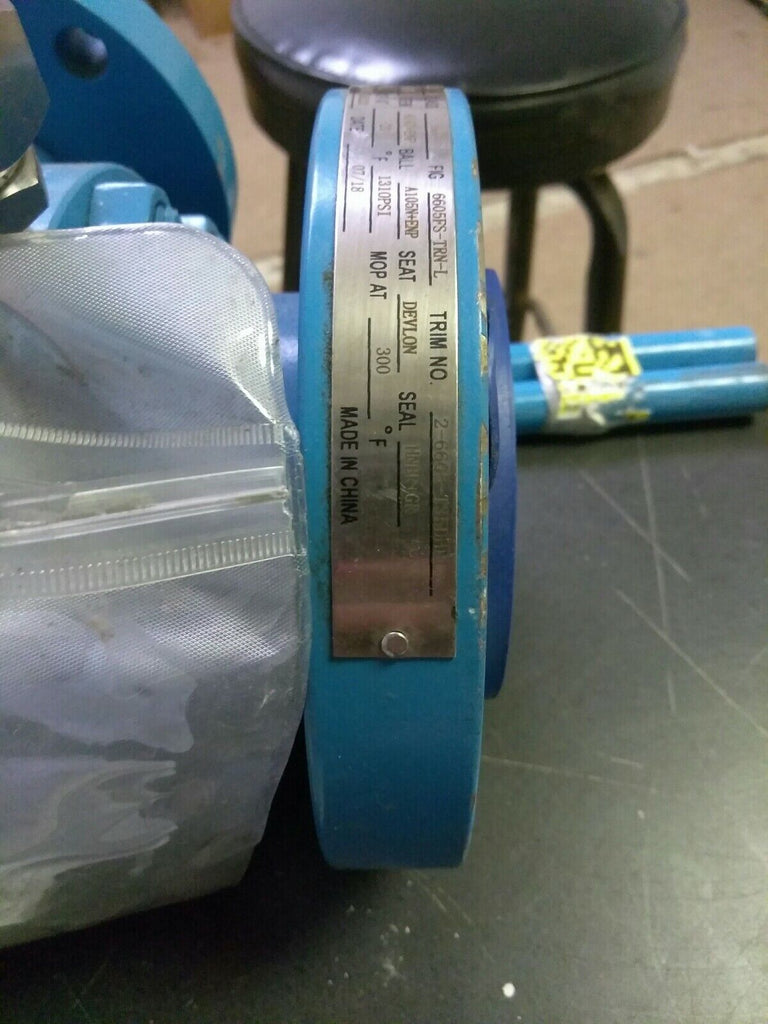 FIG 6605FS-TRN-L TRIM NO.
BALL A105N+ENP SEAT DEVLON SEAL
°F 1310PSI MOP AT 300 °F
DATE 07/18 MADE IN CHINA